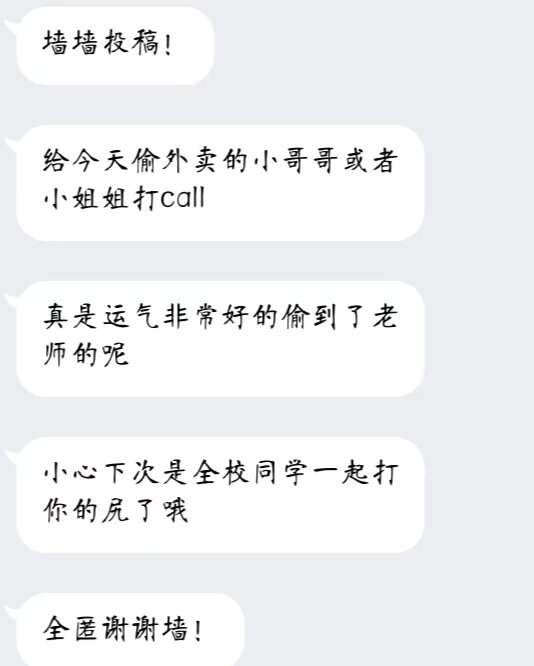 墙墙投稿！
给今天偷外卖的小哥哥或者
小姐姐打call
真是运气非常好的偷到了老
师的呢
小心下次是全校同学一起打
你的尻了哦
全匿谢谢墙！